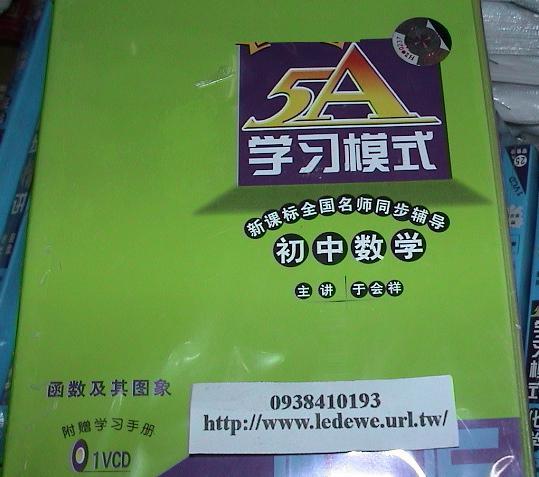 5A
学习模式
新课标全国名师同步辅导
初中数学
主讲 于会祥
函数及其图象
附赠学习手册
1VCD
0938410193
http://www.ledewe.url.tw/